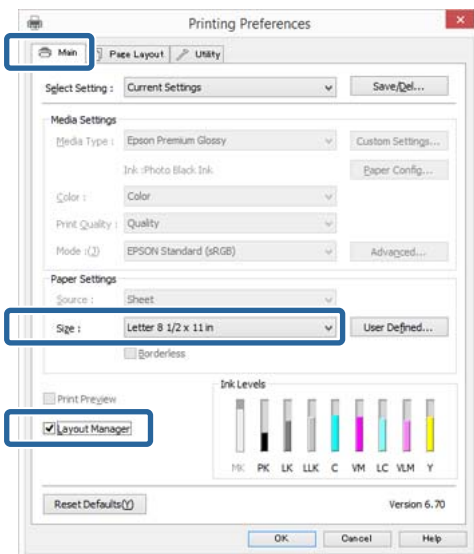 Printing Preferences
Main Page Layout Utility
Select Setting : Current Settings Save/Del...
Media Settings
Media Type : Epson Premium Glossy Custom Settings...
Ink :Photo Black Ink Paper Config...
Color : Color
Print Quality : Quality
Mode :(J) EPSON Standard (sRGB) Advanced...
Paper Settings
Source : Sheet
Size : Letter 8 1/2 x 11 in User Defined...
Borderless
Ink Levels
Print Preview
Layout Manager
MK PK LK LLK C VM LC VLM Y
Reset Defaults(Y) Version 6.70
OK Cancel Help